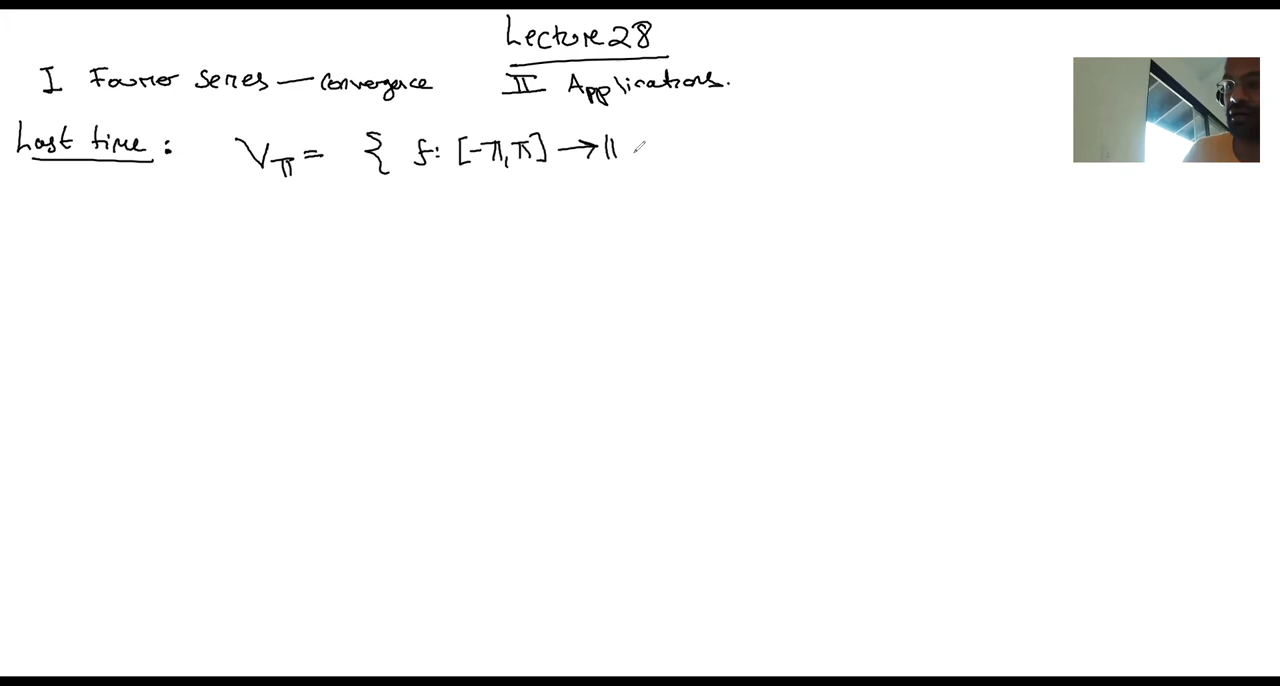 Lecture 28
I Fourier Series — Convergence II Applications.
Last time : V_π = { f: [-π, π] →